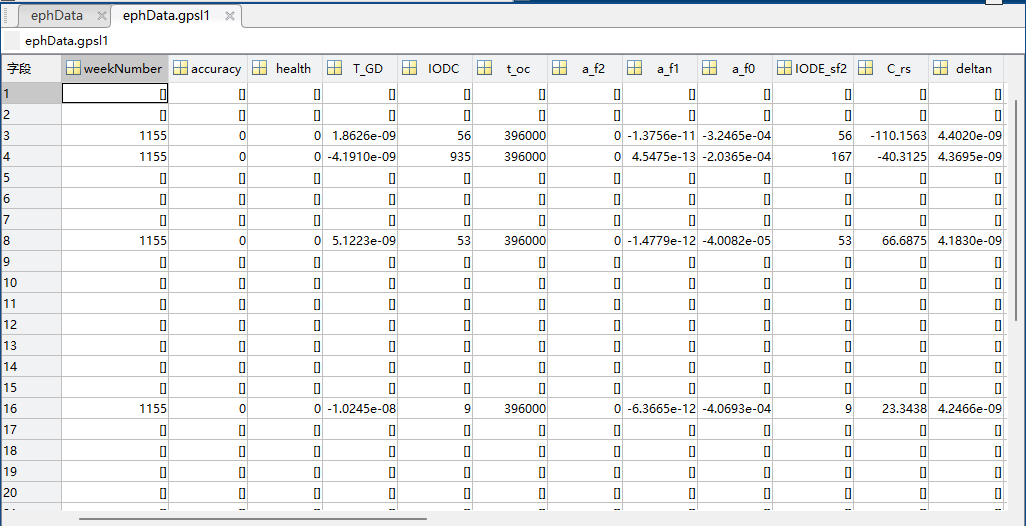 ephData ephData.gpsl1
ephData.gpsl1
字段 weekNumber accuracy health T_GD IODC t_oc a_f2 a_f1 a_f0 IODE_sf2 C_rs deltan
1 [] [] [] [] [] [] [] [] [] [] [] []
2 [] [] [] [] [] [] [] [] [] [] [] []
3 1155 0 0 1.8626e-09 56 396000 0 -1.3756e-11 -3.2465e-04 56 -110.1563 4.4020e-09
4 1155 0 0 -4.1910e-09 935 396000 0 4.5475e-13 -2.0365e-04 167 -40.3125 4.3695e-09
5 [] [] [] [] [] [] [] [] [] [] [] []
6 [] [] [] [] [] [] [] [] [] [] [] []
7 [] [] [] [] [] [] [] [] [] [] [] []
8 1155 0 0 5.1223e-09 53 396000 0 -1.4779e-12 -4.0082e-05 53 66.6875 4.1830e-09
9 [] [] [] [] [] [] [] [] [] [] [] []
10 [] [] [] [] [] [] [] [] [] [] [] []
11 [] [] [] [] [] [] [] [] [] [] [] []
12 [] [] [] [] [] [] [] [] [] [] [] []
13 [] [] [] [] [] [] [] [] [] [] [] []
14 [] [] [] [] [] [] [] [] [] [] [] []
15 [] [] [] [] [] [] [] [] [] [] [] []
16 1155 0 0 -1.0245e-08 9 396000 0 -6.3665e-12 -4.0693e-04 9 23.3438 4.2466e-09
17 [] [] [] [] [] [] [] [] [] [] [] []
18 [] [] [] [] [] [] [] [] [] [] [] []
19 [] [] [] [] [] [] [] [] [] [] [] []
20 [] [] [] [] [] [] [] [] [] [] [] []